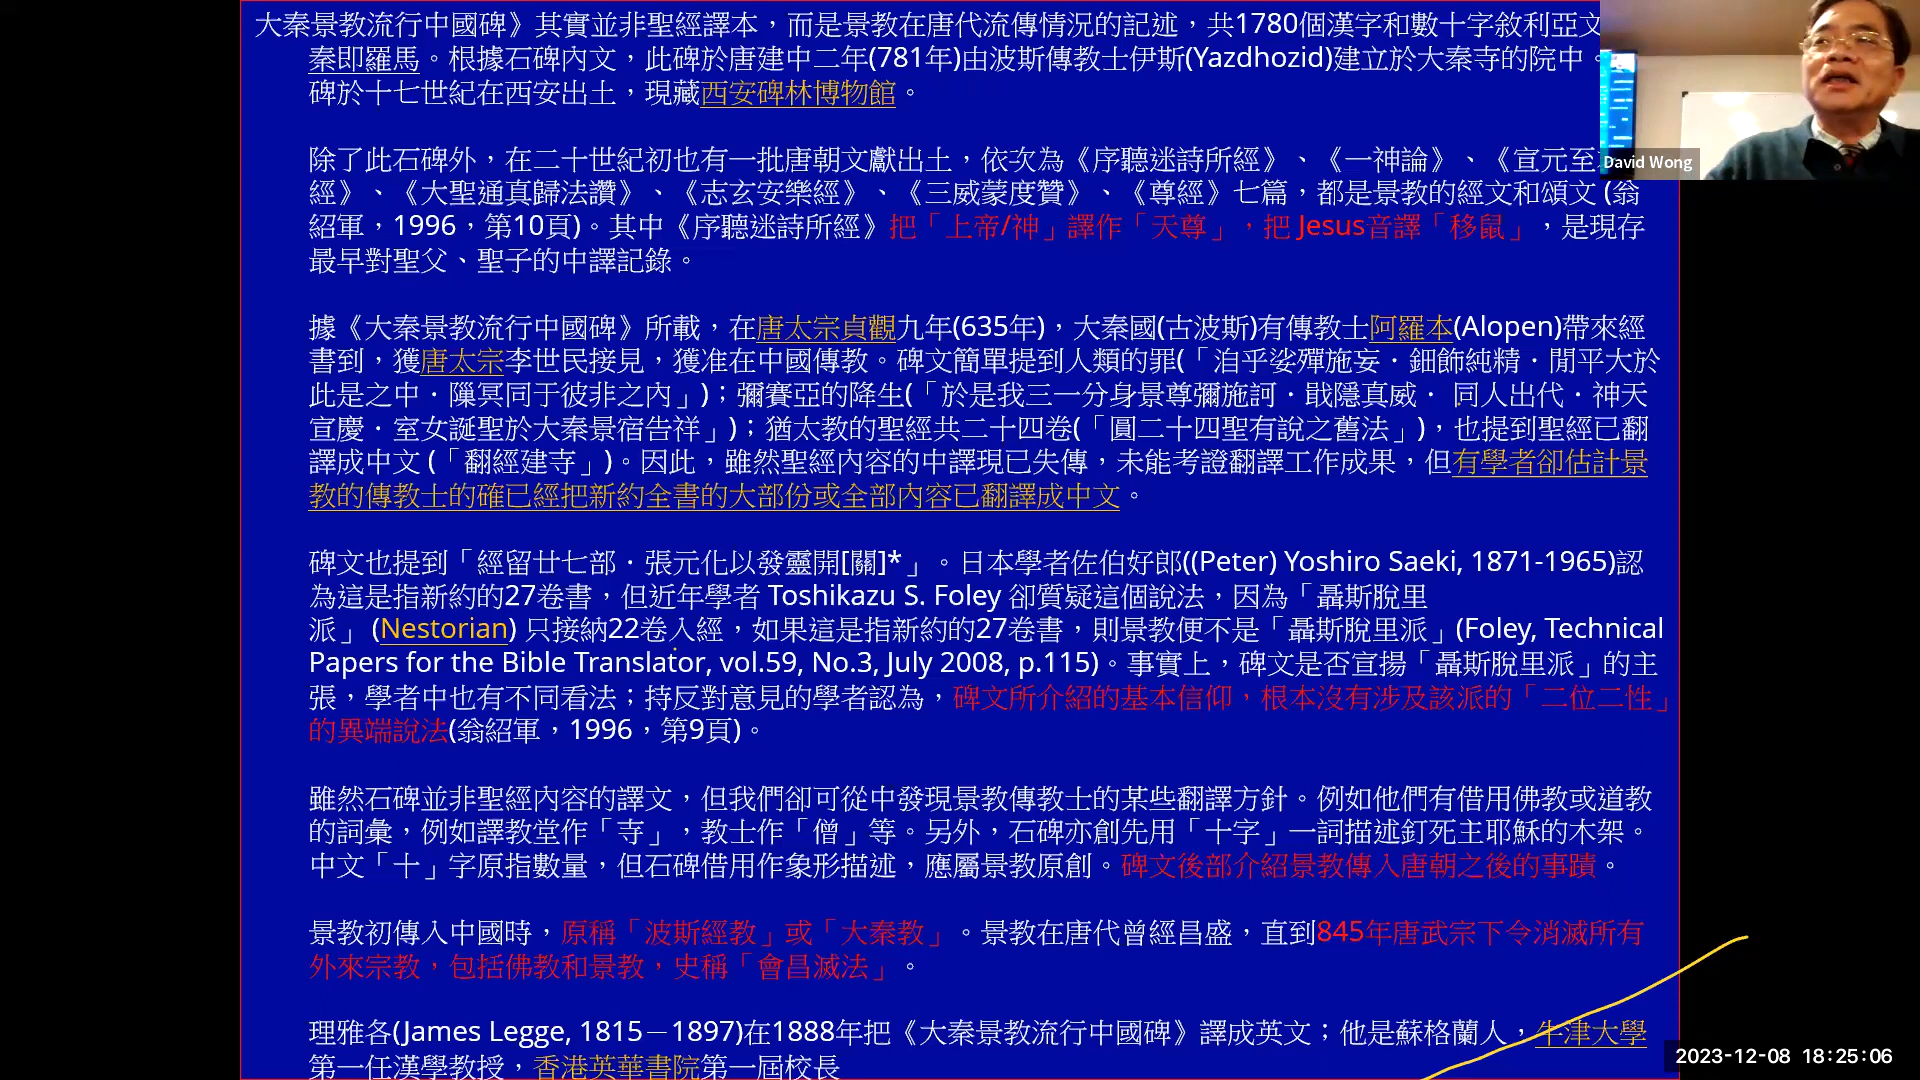 大秦景教流行中國碑》其實並非聖經譯本，而是景教在唐代流傳情況的記述，共1780個漢字和數十字敘利亞文
秦即羅馬。根據石碑內文，此碑於唐建中二年(781年)由波斯傳教士伊斯(Yazdhozid)建立於大秦寺的院中。
碑於十七世紀在西安出土，現藏西安碑林博物館。
除了此石碑外，在二十世紀初也有一批唐朝文獻出土，依次為《序聽迷詩所經》、《一神論》、《宣元至
經》、《大聖通真歸法讚》、《志玄安樂經》、《三威蒙度贊》、《尊經》七篇，都是景教的經文和頌文 (翁
紹軍，1996，第10頁)。其中《序聽迷詩所經》把「上帝/神」譯作「天尊」，把 Jesus音譯「移鼠」，是現存
最早對聖父、聖子的中譯記錄。
據《大秦景教流行中國碑》所載，在唐太宗貞觀九年(635年)，大秦國(古波斯)有傳教士阿羅本(Alopen)帶來經
書到，獲唐太宗李世民接見，獲准在中國傳教。碑文簡單提到人類的罪(「洎乎娑殫施妄．鈿飾純精．閒平大於
此是之中．隟冥同于彼非之內」)；彌賽亞的降生(「於是我三一分身景尊彌施訶．戢隱真威． 同人出代．神天
宣慶．室女誕聖於大秦景宿告祥」)；猶太教的聖經共二十四卷(「圓二十四聖有說之舊法」)，也提到聖經已翻
譯成中文 (「翻經建寺」)。因此，雖然聖經內容的中譯現已失傳，未能考證翻譯工作成果，但有學者卻估計景
教的傳教士的確已經把新約全書的大部份或全部內容已翻譯成中文。
碑文也提到「經留廿七部．張元化以發靈開[關]*」。日本學者佐伯好郎((Peter) Yoshiro Saeki, 1871-1965)認
為這是指新約的27卷書，但近年學者 Toshikazu S. Foley 卻質疑這個說法，因為「聶斯脫里
派」 (Nestorian) 只接納22卷入經，如果這是指新約的27卷書，則景教便不是「聶斯脫里派」(Foley, Technical
Papers for the Bible Translator, vol.59, No.3, July 2008, p.115)。事實上，碑文是否宣揚「聶斯脫里派」的主
張，學者中也有不同看法；持反對意見的學者認為，碑文所介紹的基本信仰，根本沒有涉及該派的「二位二性」
的異端說法(翁紹軍，1996，第9頁)。
雖然石碑並非聖經內容的譯文，但我們卻可從中發現景教傳教士的某些翻譯方針。例如他們有借用佛教或道教
的詞彙，例如譯教堂作「寺」，教士作「僧」等。另外，石碑亦創先用「十字」一詞描述釘死主耶穌的木架。
中文「十」字原指數量，但石碑借用作象形描述，應屬景教原創。碑文後部介紹景教傳入唐朝之後的事蹟。
景教初傳入中國時，原稱「波斯經教」或「大秦教」。景教在唐代曾經昌盛，直到845年唐武宗下令消滅所有
外來宗教，包括佛教和景教，史稱「會昌滅法」。
理雅各(James Legge, 1815－1897)在1888年把《大秦景教流行中國碑》譯成英文；他是蘇格蘭人，牛津大學
第一任漢學教授，香港英華書院第一屆校長
David Wong
2023-12-08 18:25:06